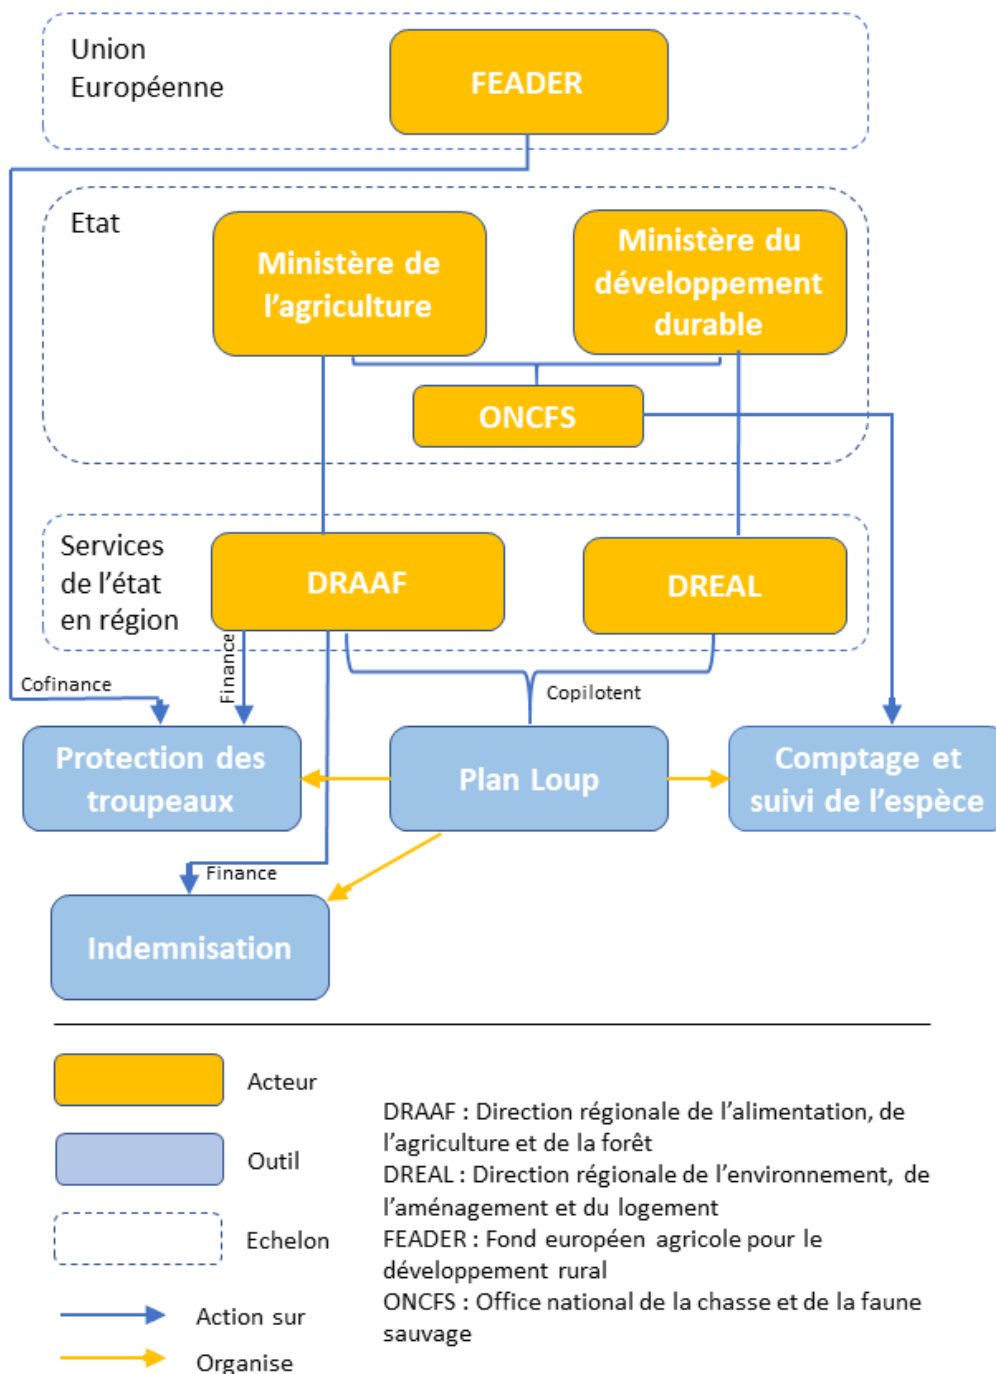 Union
Européenne
FEADER
Etat
Ministère de
l’agriculture
Ministère du
développement
durable
ONCFS
Services
de l’état
en région
DRAAF
DREAL
Cofinance
Finance
Copilotent
Protection des
troupeaux
Plan Loup
Comptage et
suivi de l’espèce
Finance
Indemnisation
Acteur
Outil
Echelon
Action sur
Organise
DRAAF : Direction régionale de l’alimentation, de
l’agriculture et de la forêt
DREAL : Direction régionale de l’environnement, de
l’aménagement et du logement
FEADER : Fond européen agricole pour le
développement rural
ONCFS : Office national de la chasse et de la faune
sauvage